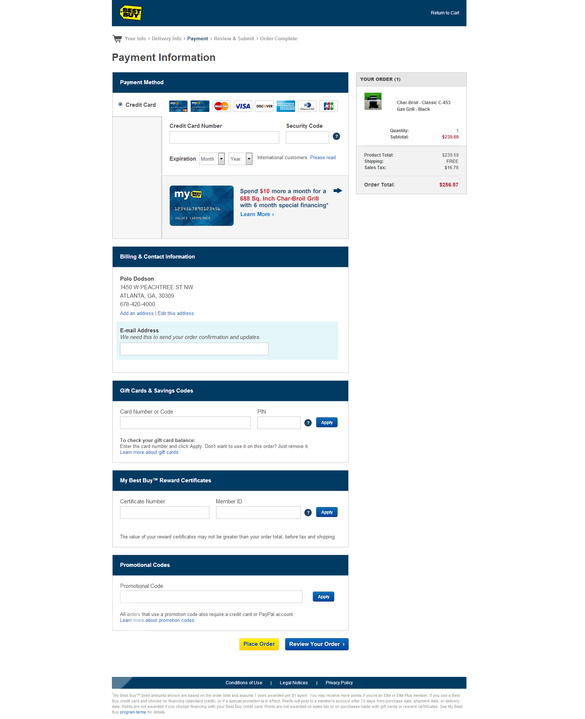 BEST BUY
Return to Cart
Your Info › Delivery Info › Payment › Review & Submit › Order Complete
Payment Information
Payment Method
Credit Card
VISA DISCOVER JCB
Credit Card Number
Security Code
?
Expiration
Month
Year
International customers: Please read
my BEST BUY
Spend $10 more a month for a
688 Sq. Inch Char-Broil Grill
with 6 month special financing*
Learn More ›
YOUR ORDER (1)
Char-Broil - Classic C-453
Gas Grill - Black
Quantity: 1
Subtotal: $239.69
Product Total: $239.69
Shipping: FREE
Sales Tax:
Order Total:
Billing & Contact Information
Polo Dodson
1450 W PEACHTREE ST NW
ATLANTA, GA, 30309
678-420-4000
Add an address | Edit this address
E-mail Address
We need this to send your order confirmation and updates.
Gift Cards & Savings Codes
Card Number or Code
PIN
?
Apply
To check your gift card balance:
Enter the card number and click Apply. Don't want to use it on this order? Just remove it.
Learn more about gift cards.
My Best Buy™ Reward Certificates
Certificate Number
Member ID
?
Apply
The value of your reward certificates may not be greater than your order total, before tax and shipping.
Promotional Codes
Promotional Code
Apply
All orders that use a promotional code also require a credit card or PayPal account.
Learn more about promotion codes.
Place Order
Review Your Order ›
Conditions of Use | Legal Notices | Privacy Policy
Buy program terms for details.